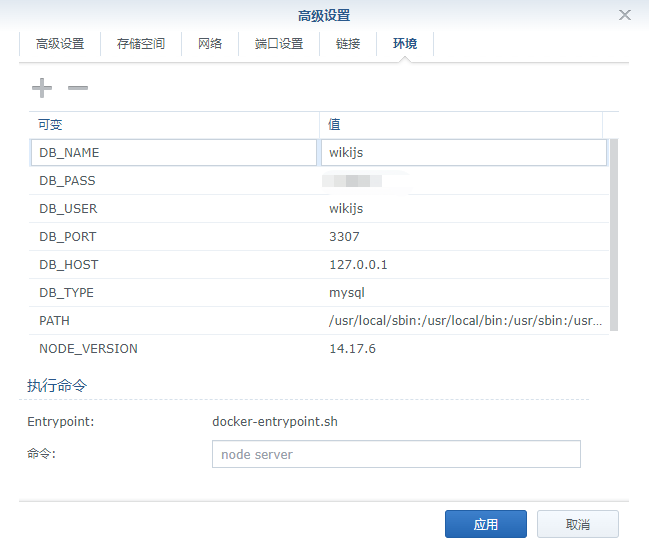 高级设置
高级设置 存储空间 网络 端口设置 链接 环境
可变 值
DB_NAME wikijs
DB_PASS
DB_USER wikijs
DB_PORT 3307
DB_HOST 127.0.0.1
DB_TYPE mysql
PATH /usr/local/sbin:/usr/local/bin:/usr/sbin:/usr...
NODE_VERSION 14.17.6
执行命令
Entrypoint: docker-entrypoint.sh
命令: node server
应用 取消